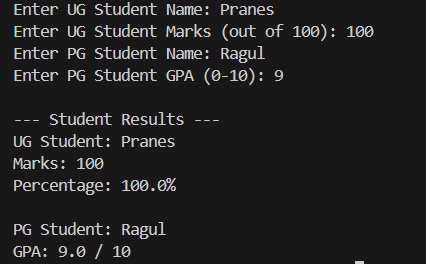 Enter UG Student Name: Pranes
Enter UG Student Marks (out of 100): 100
Enter PG Student Name: Ragul
Enter PG Student GPA (0-10): 9
--- Student Results ---
UG Student: Pranes
Marks: 100
Percentage: 100.0%
PG Student: Ragul
GPA: 9.0 / 10